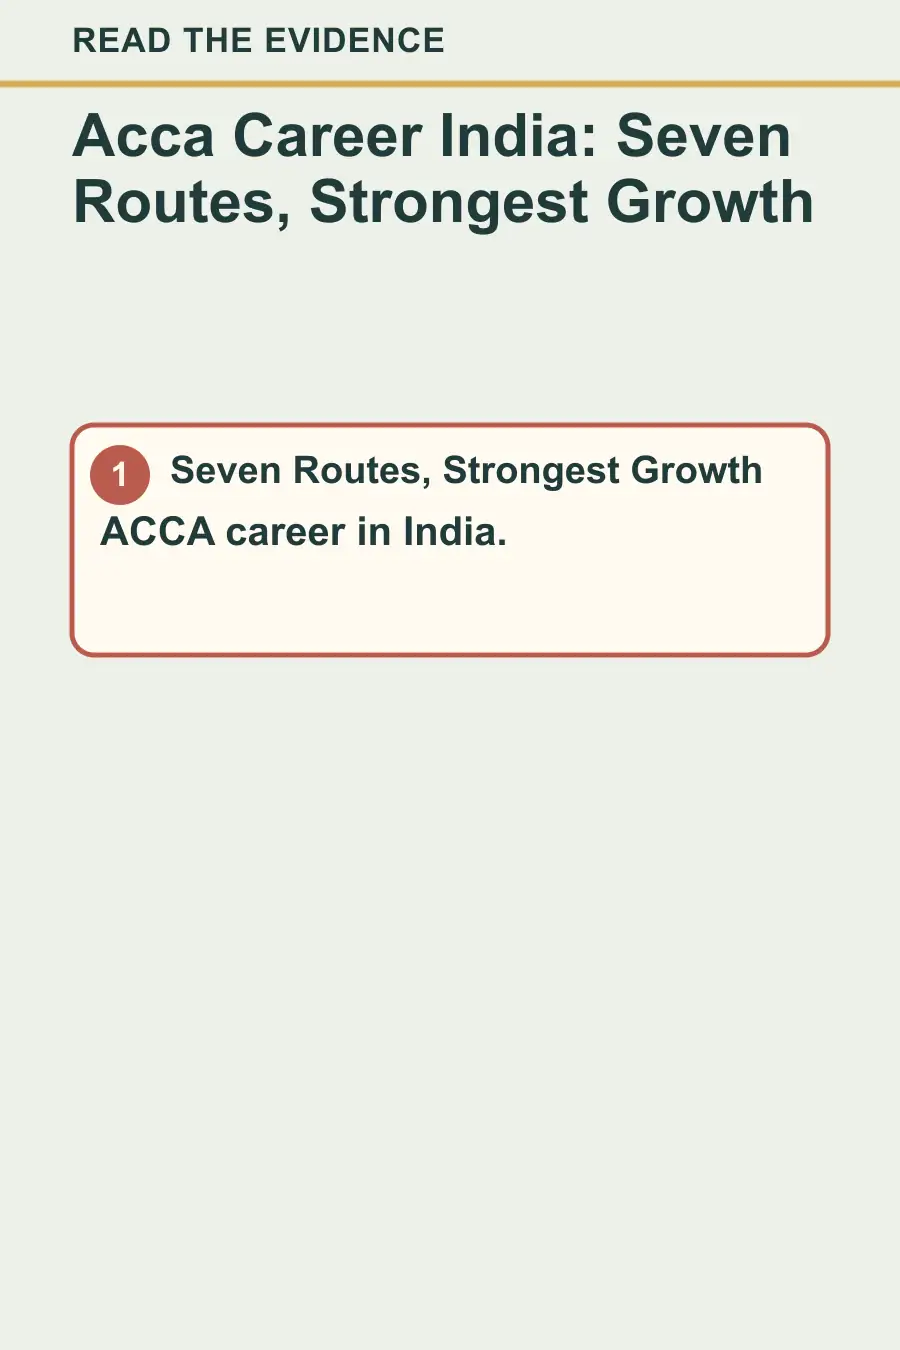 READ THE EVIDENCE
Acca Career India: Seven
Routes, Strongest Growth
1 Seven Routes, Strongest Growth
ACCA career in India.